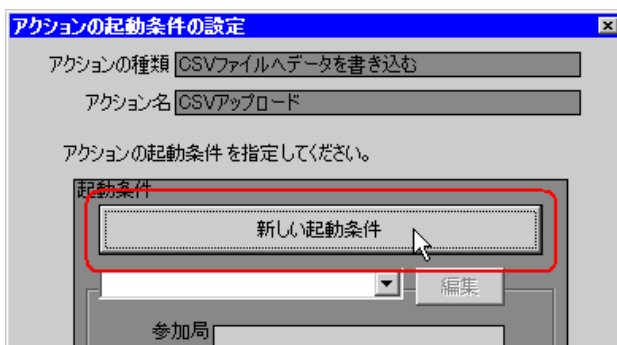 アクションの起動条件の設定
アクションの種類 CSVファイルへデータを書き込む
アクション名 CSVアップロード
アクションの起動条件 を指定してください。
起動条件
新しい起動条件
編集
参加局